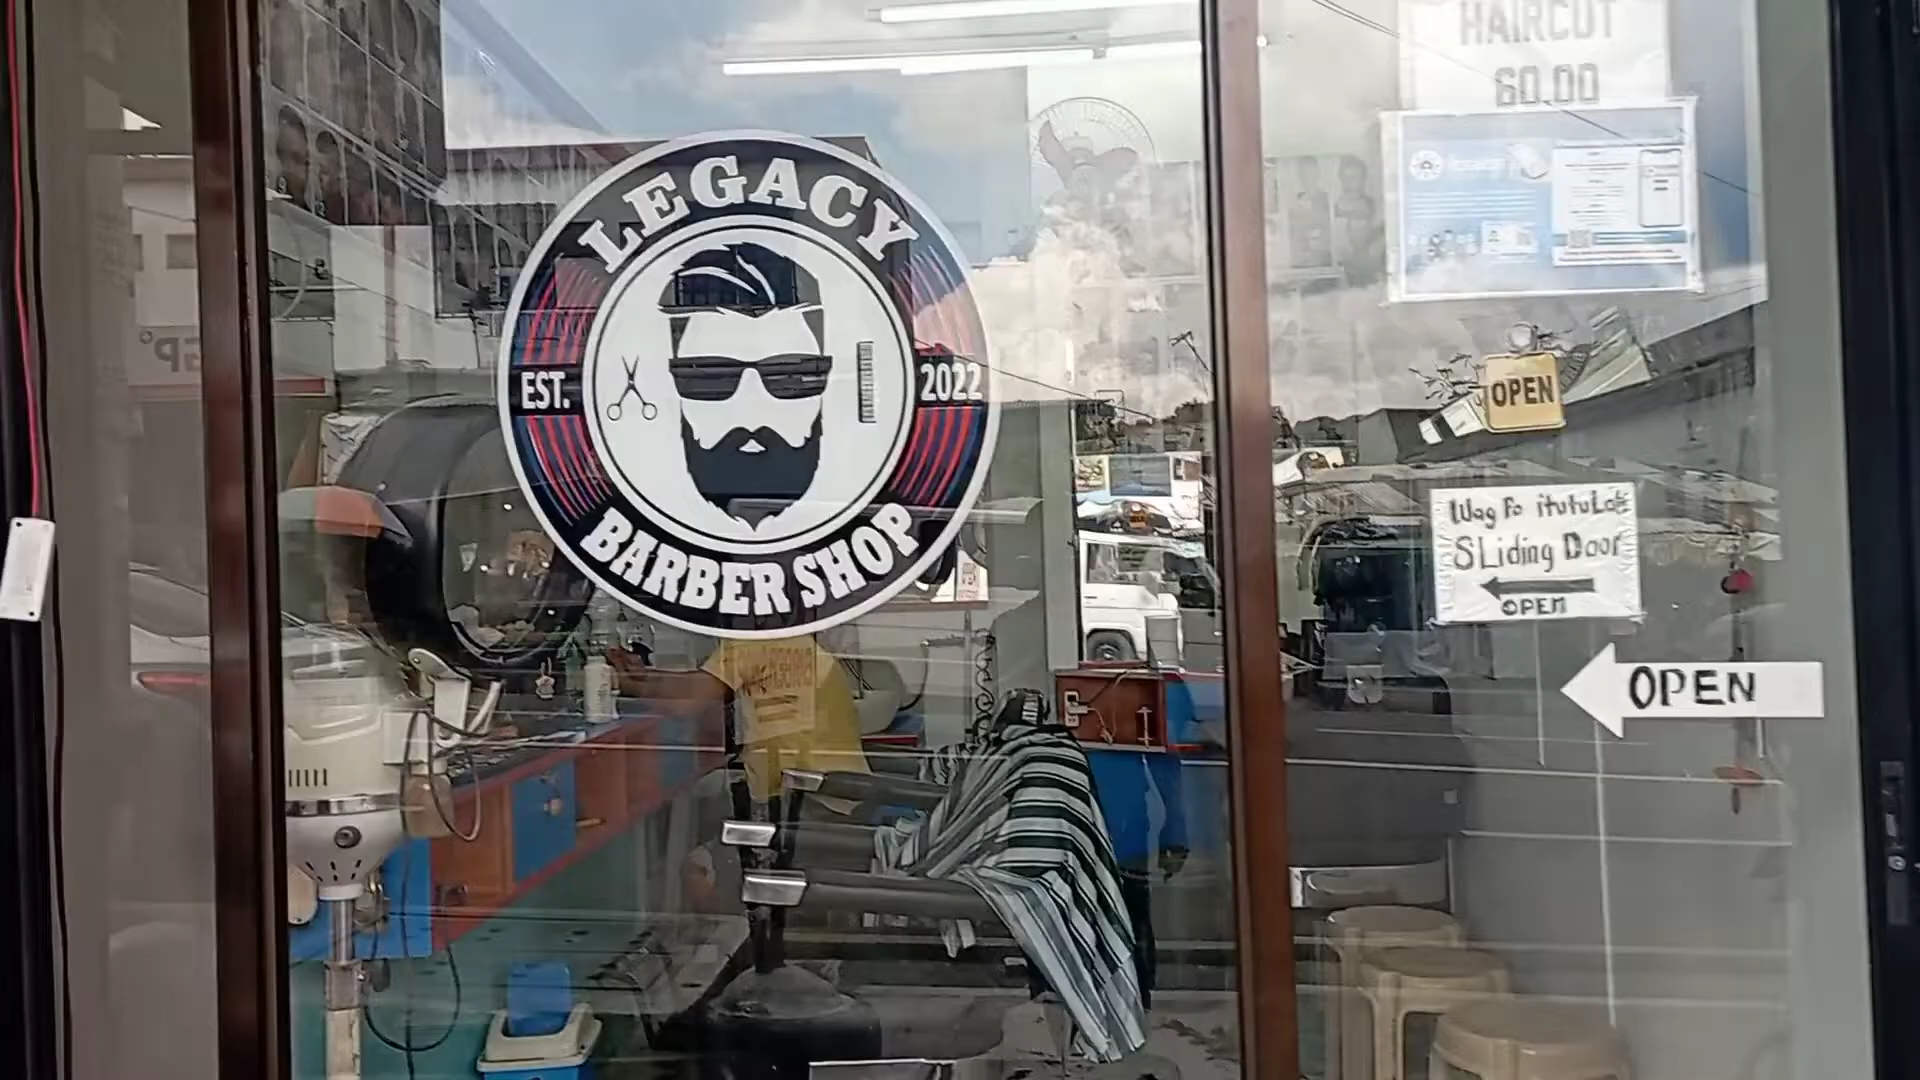 HAIRCUT
60.00
LEGACY
EST. 2022
BARBER SHOP
OPEN
Wag Po itutuLak
SLiding Door
OPEN
OPEN